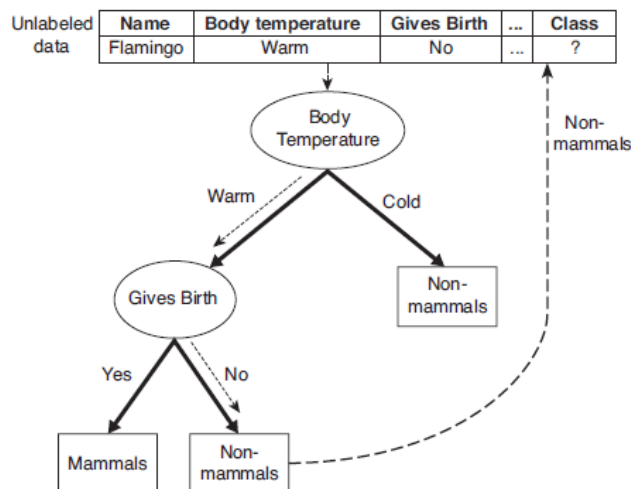 Unlabeled data
Name Body temperature Gives Birth ... Class
Flamingo Warm No ... ?
Body
Temperature
Non-
mammals
Warm
Cold
Gives Birth
Non-
mammals
Yes
No
Mammals
Non-
mammals